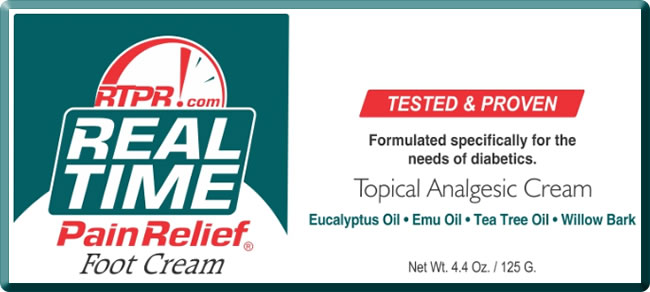 RTPR!.com
REAL
TIME
Pain Relief®
Foot Cream
TESTED & PROVEN
Formulated specifically for the
needs of diabetics.
Topical Analgesic Cream
Eucalyptus Oil • Emu Oil • Tea Tree Oil • Willow Bark
Net Wt. 4.4 Oz. / 125 G.